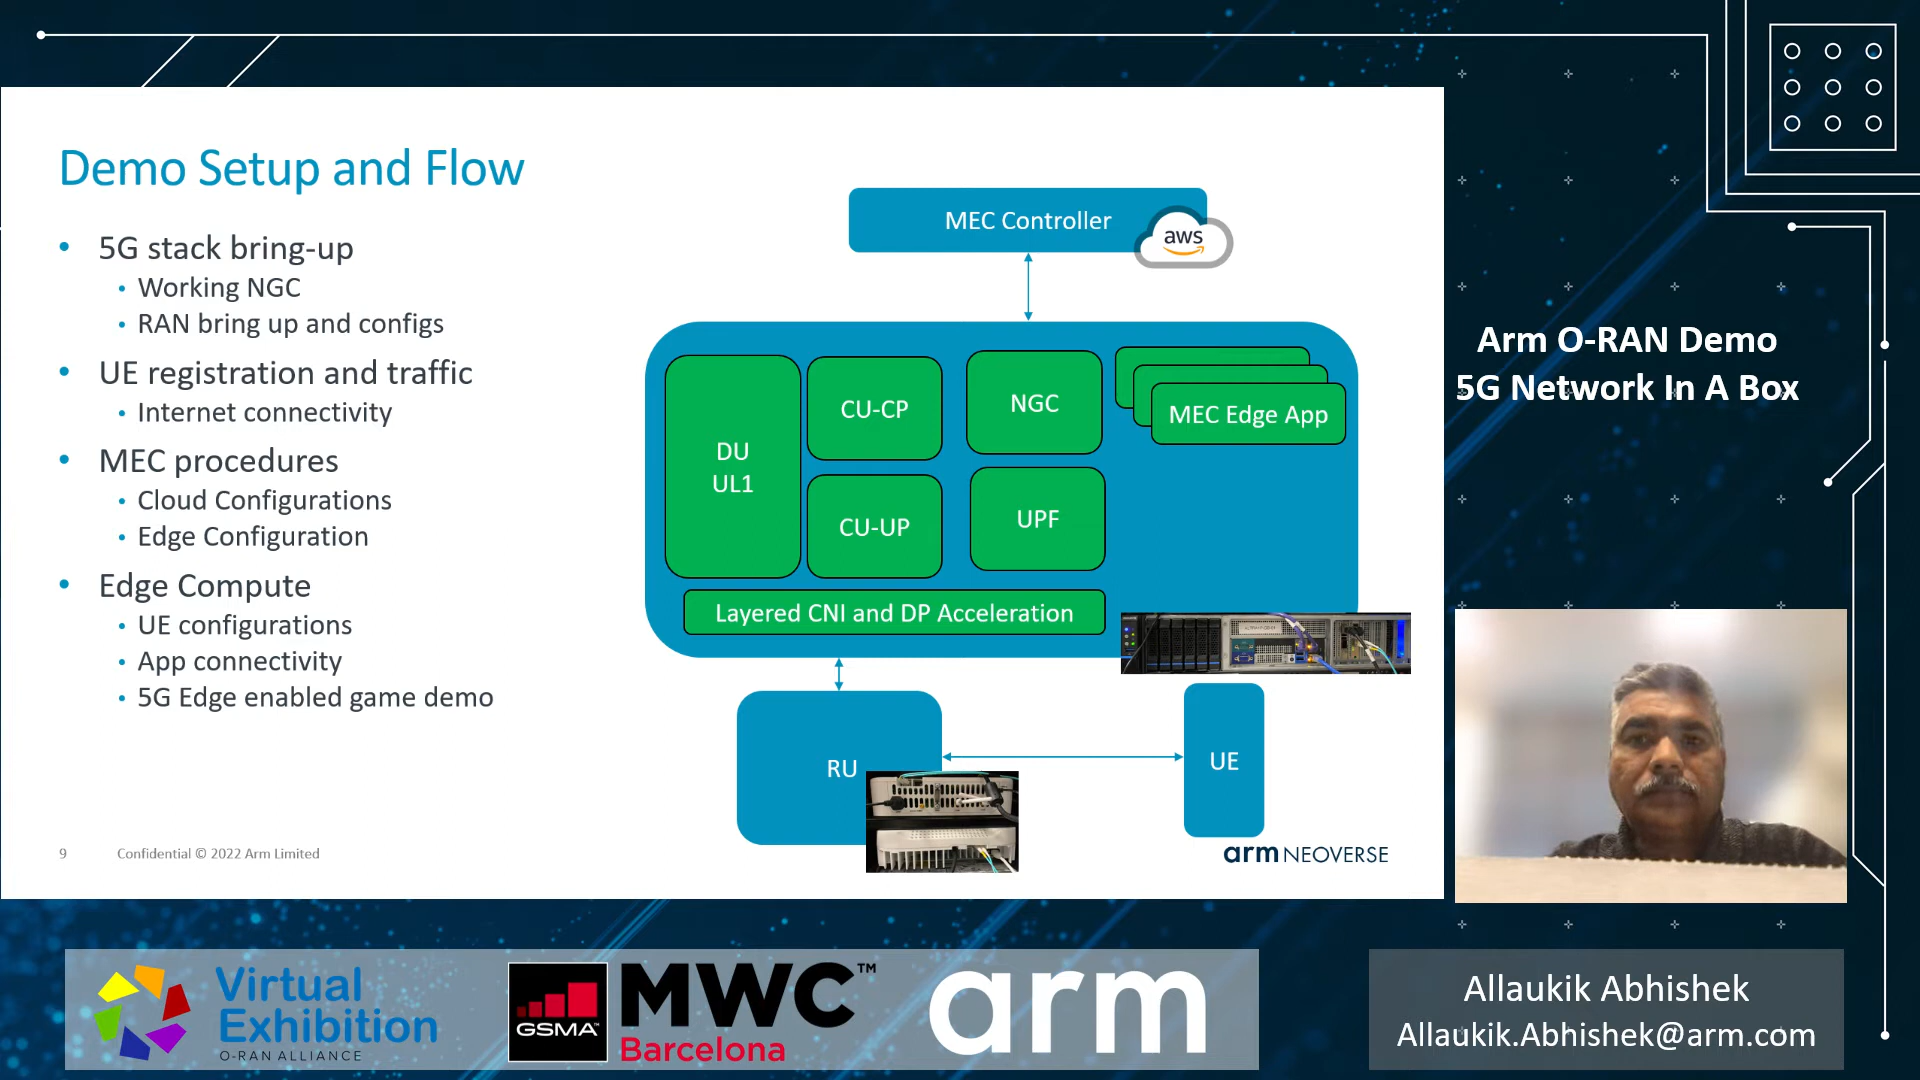 Demo Setup and Flow
• 5G stack bring-up
• Working NGC
• RAN bring up and configs
• UE registration and traffic
• Internet connectivity
• MEC procedures
• Cloud Configurations
• Edge Configuration
• Edge Compute
• UE configurations
• App connectivity
• 5G Edge enabled game demo
MEC Controller
aws
DU
UL1
CU-CP
CU-UP
NGC
UPF
MEC Edge App
Layered CNI and DP Acceleration
RU
UE
9 Confidential © 2022 Arm Limited
arm NEOVERSE
Arm O-RAN Demo
5G Network In A Box
Virtual
Exhibition
O-RAN ALLIANCE
GSMA™
MWC™
Barcelona
arm
Allaukik Abhishek
Allaukik.Abhishek@arm.com